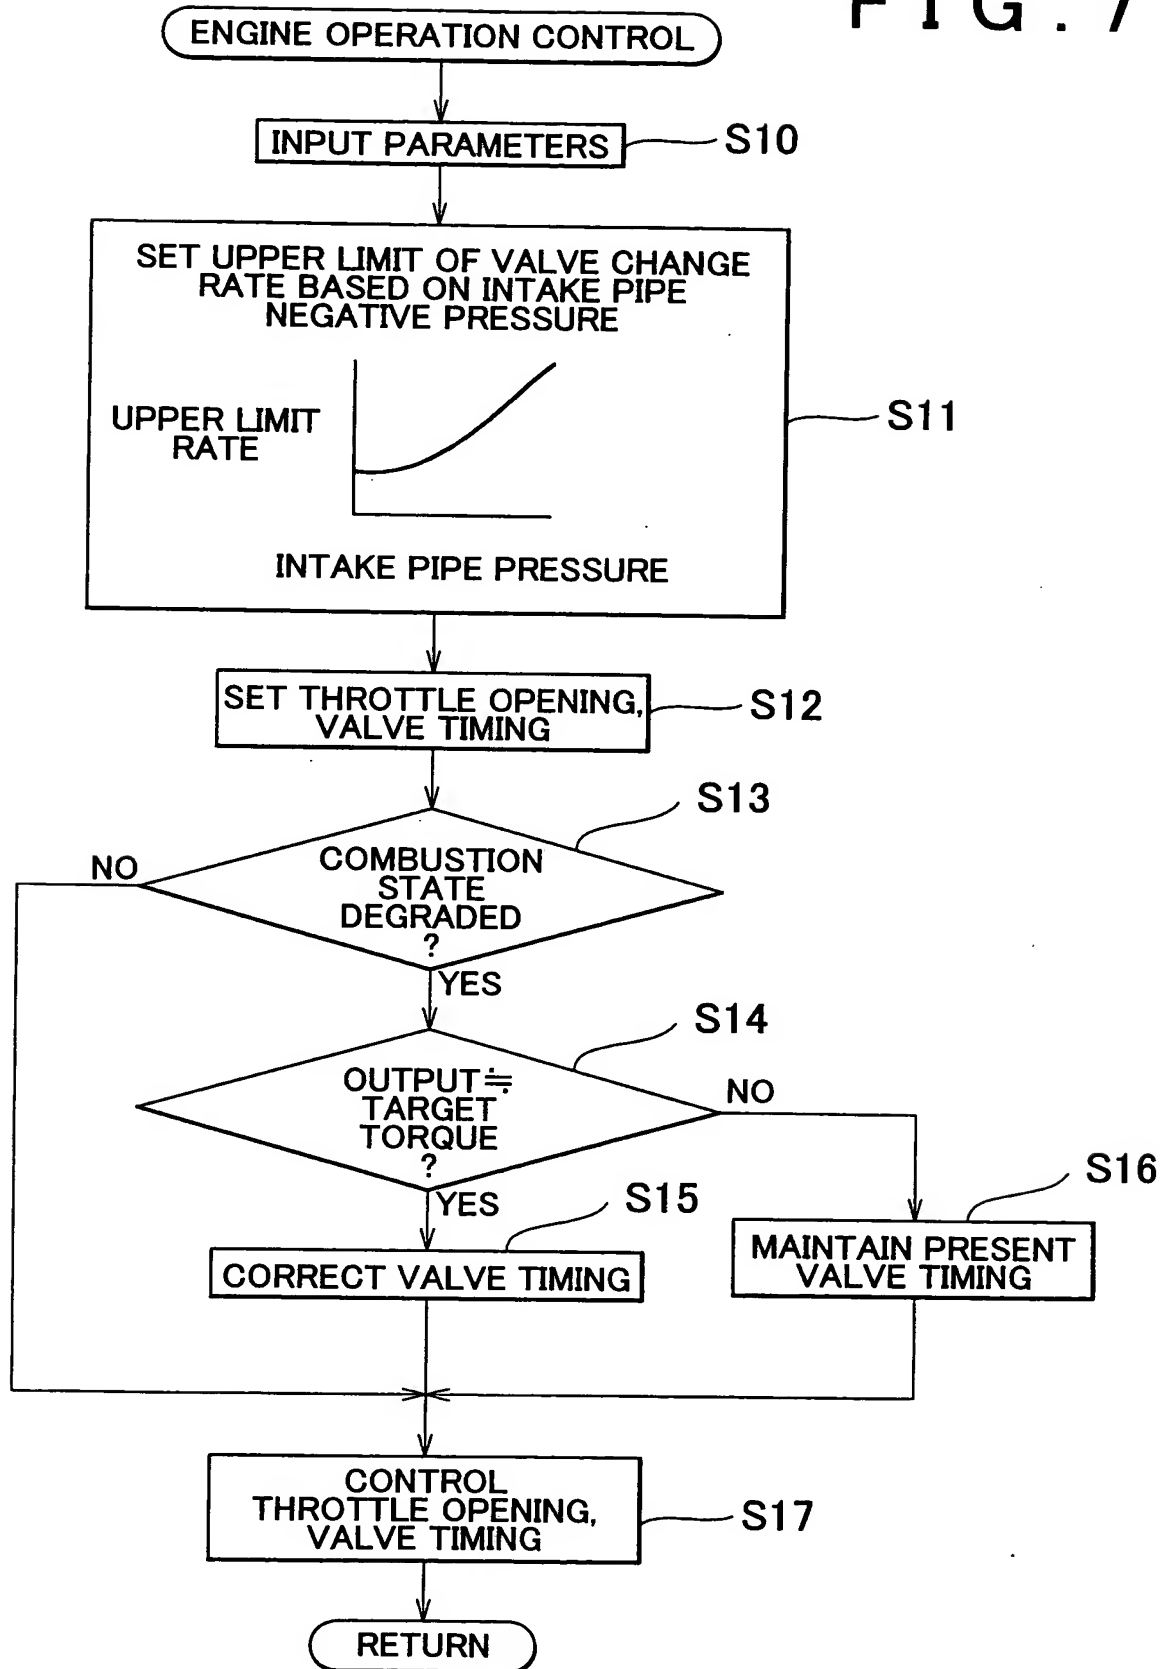 FIG. 7
ENGINE OPERATION CONTROL
INPUT PARAMETERS
S10
SET UPPER LIMIT OF VALVE CHANGE
RATE BASED ON INTAKE PIPE
NEGATIVE PRESSURE
UPPER LIMIT
RATE
S11
INTAKE PIPE PRESSURE
SET THROTTLE OPENING,
VALVE TIMING
S12
S13
NO
COMBUSTION
STATE
DEGRADED
?
YES
S14
OUTPUT≒
TARGET
TORQUE
?
NO
YES
S15
S16
CORRECT VALVE TIMING
MAINTAIN PRESENT
VALVE TIMING
CONTROL
THROTTLE OPENING,
VALVE TIMING
S17
RETURN